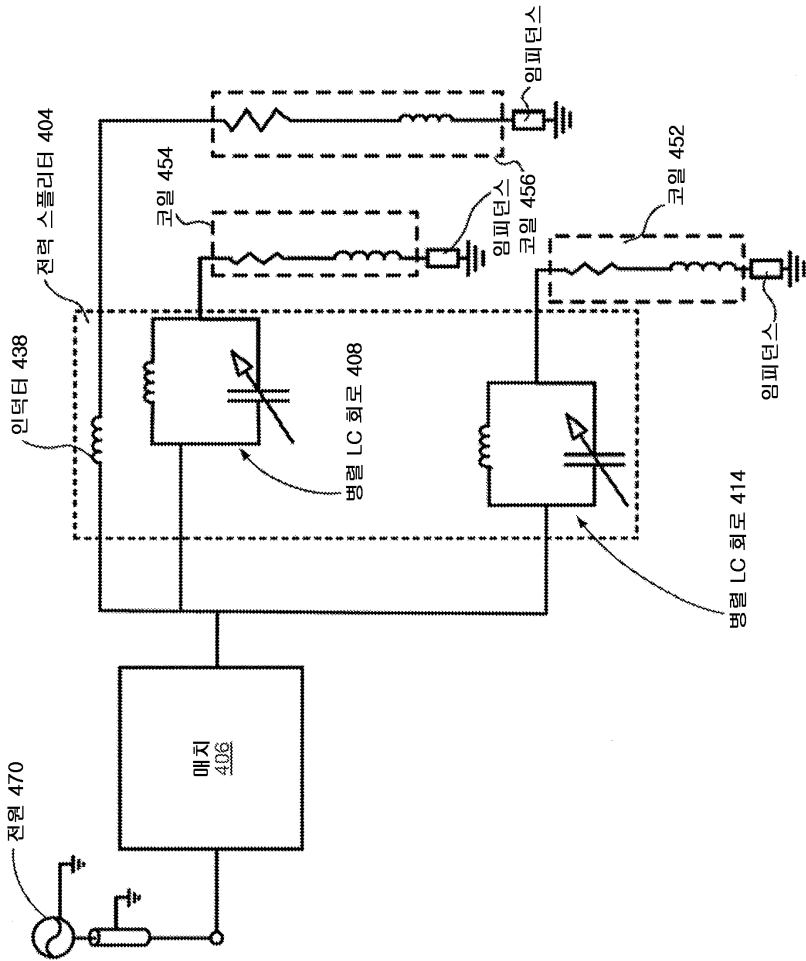 전원 470
매치
406
인덕터 438
전력 스플리터 404
병렬 LC 회로 408
병렬 LC 회로 414
코일 454
임피던스
코일 456
임피던스
코일 452
임피던스